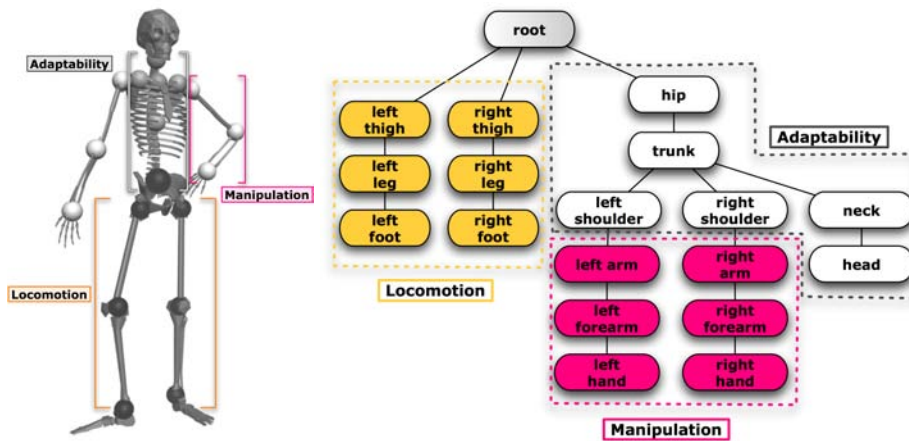 Adaptability
Manipulation
Locomotion
root
hip
Adaptability
trunk
left
thigh
right
thigh
left
leg
right
leg
left
foot
right
foot
Locomotion
left
shoulder
right
shoulder
neck
head
left arm
right
arm
left
forearm
right
forearm
left
hand
right
hand
Manipulation